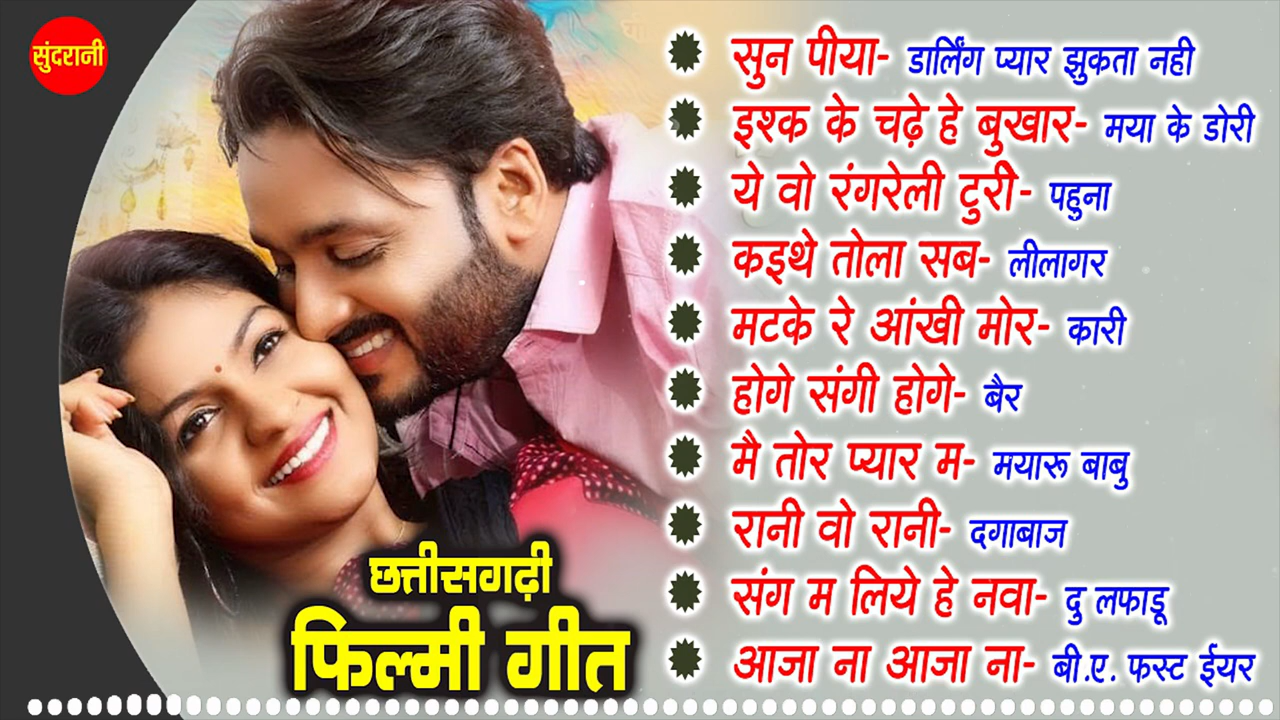 सुंदरानी
सुन पीया- डार्लिंग प्यार झुकता नही
इश्क के चढ़े हे बुखार- मया के डोरी
ये वो रंगरेली टुरी- पहुना
कइथे तोला सब- लीलागर
मटके रे आंखी मोर- कारी
होगे संगी होगे- बैर
मै तोर प्यार म- मयारू बाबु
रानी वो रानी- दगाबाज
संग म लिये हे नवा- दु लफाडू
आजा ना आजा ना- बी.ए. फस्ट ईयर
छत्तीसगढ़ी
फिल्मी गीत